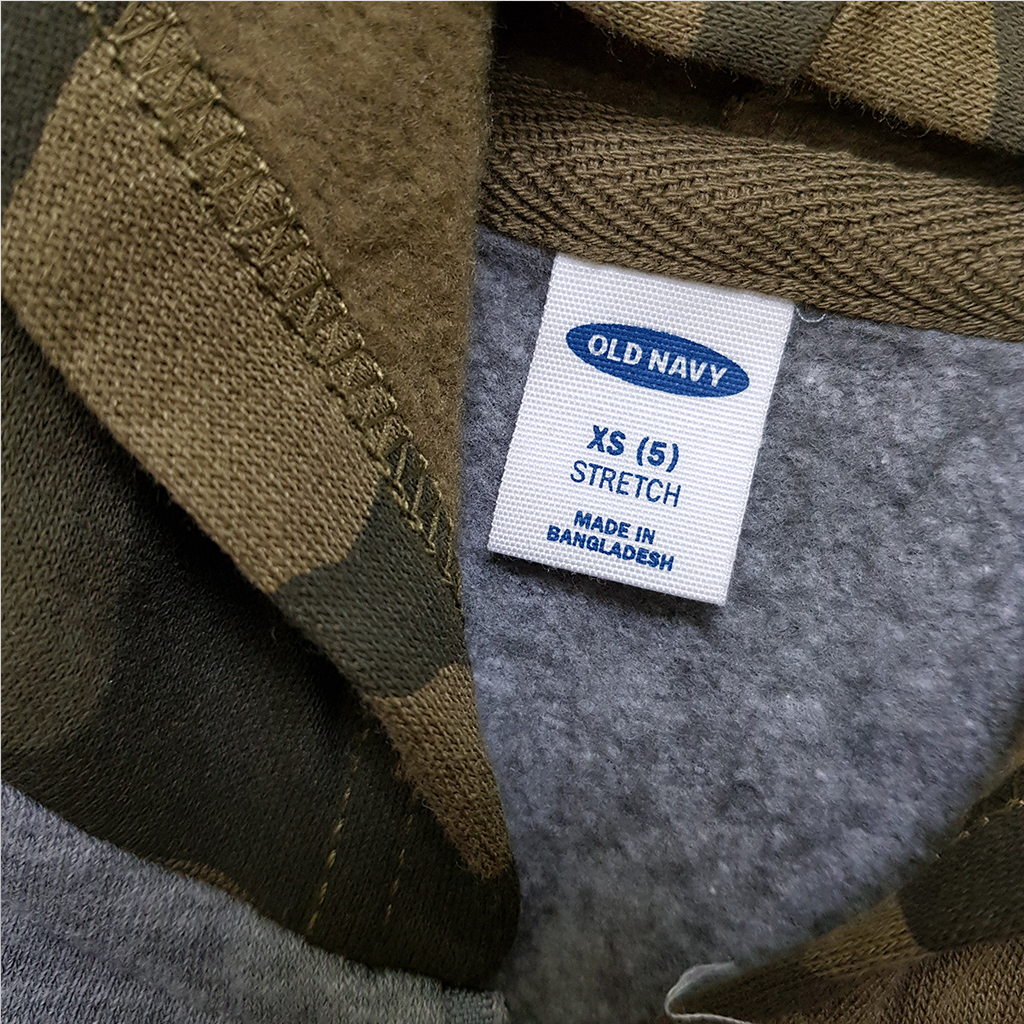 OLD NAVY
XS (5)
STRETCH
MADE IN
BANGLADESH